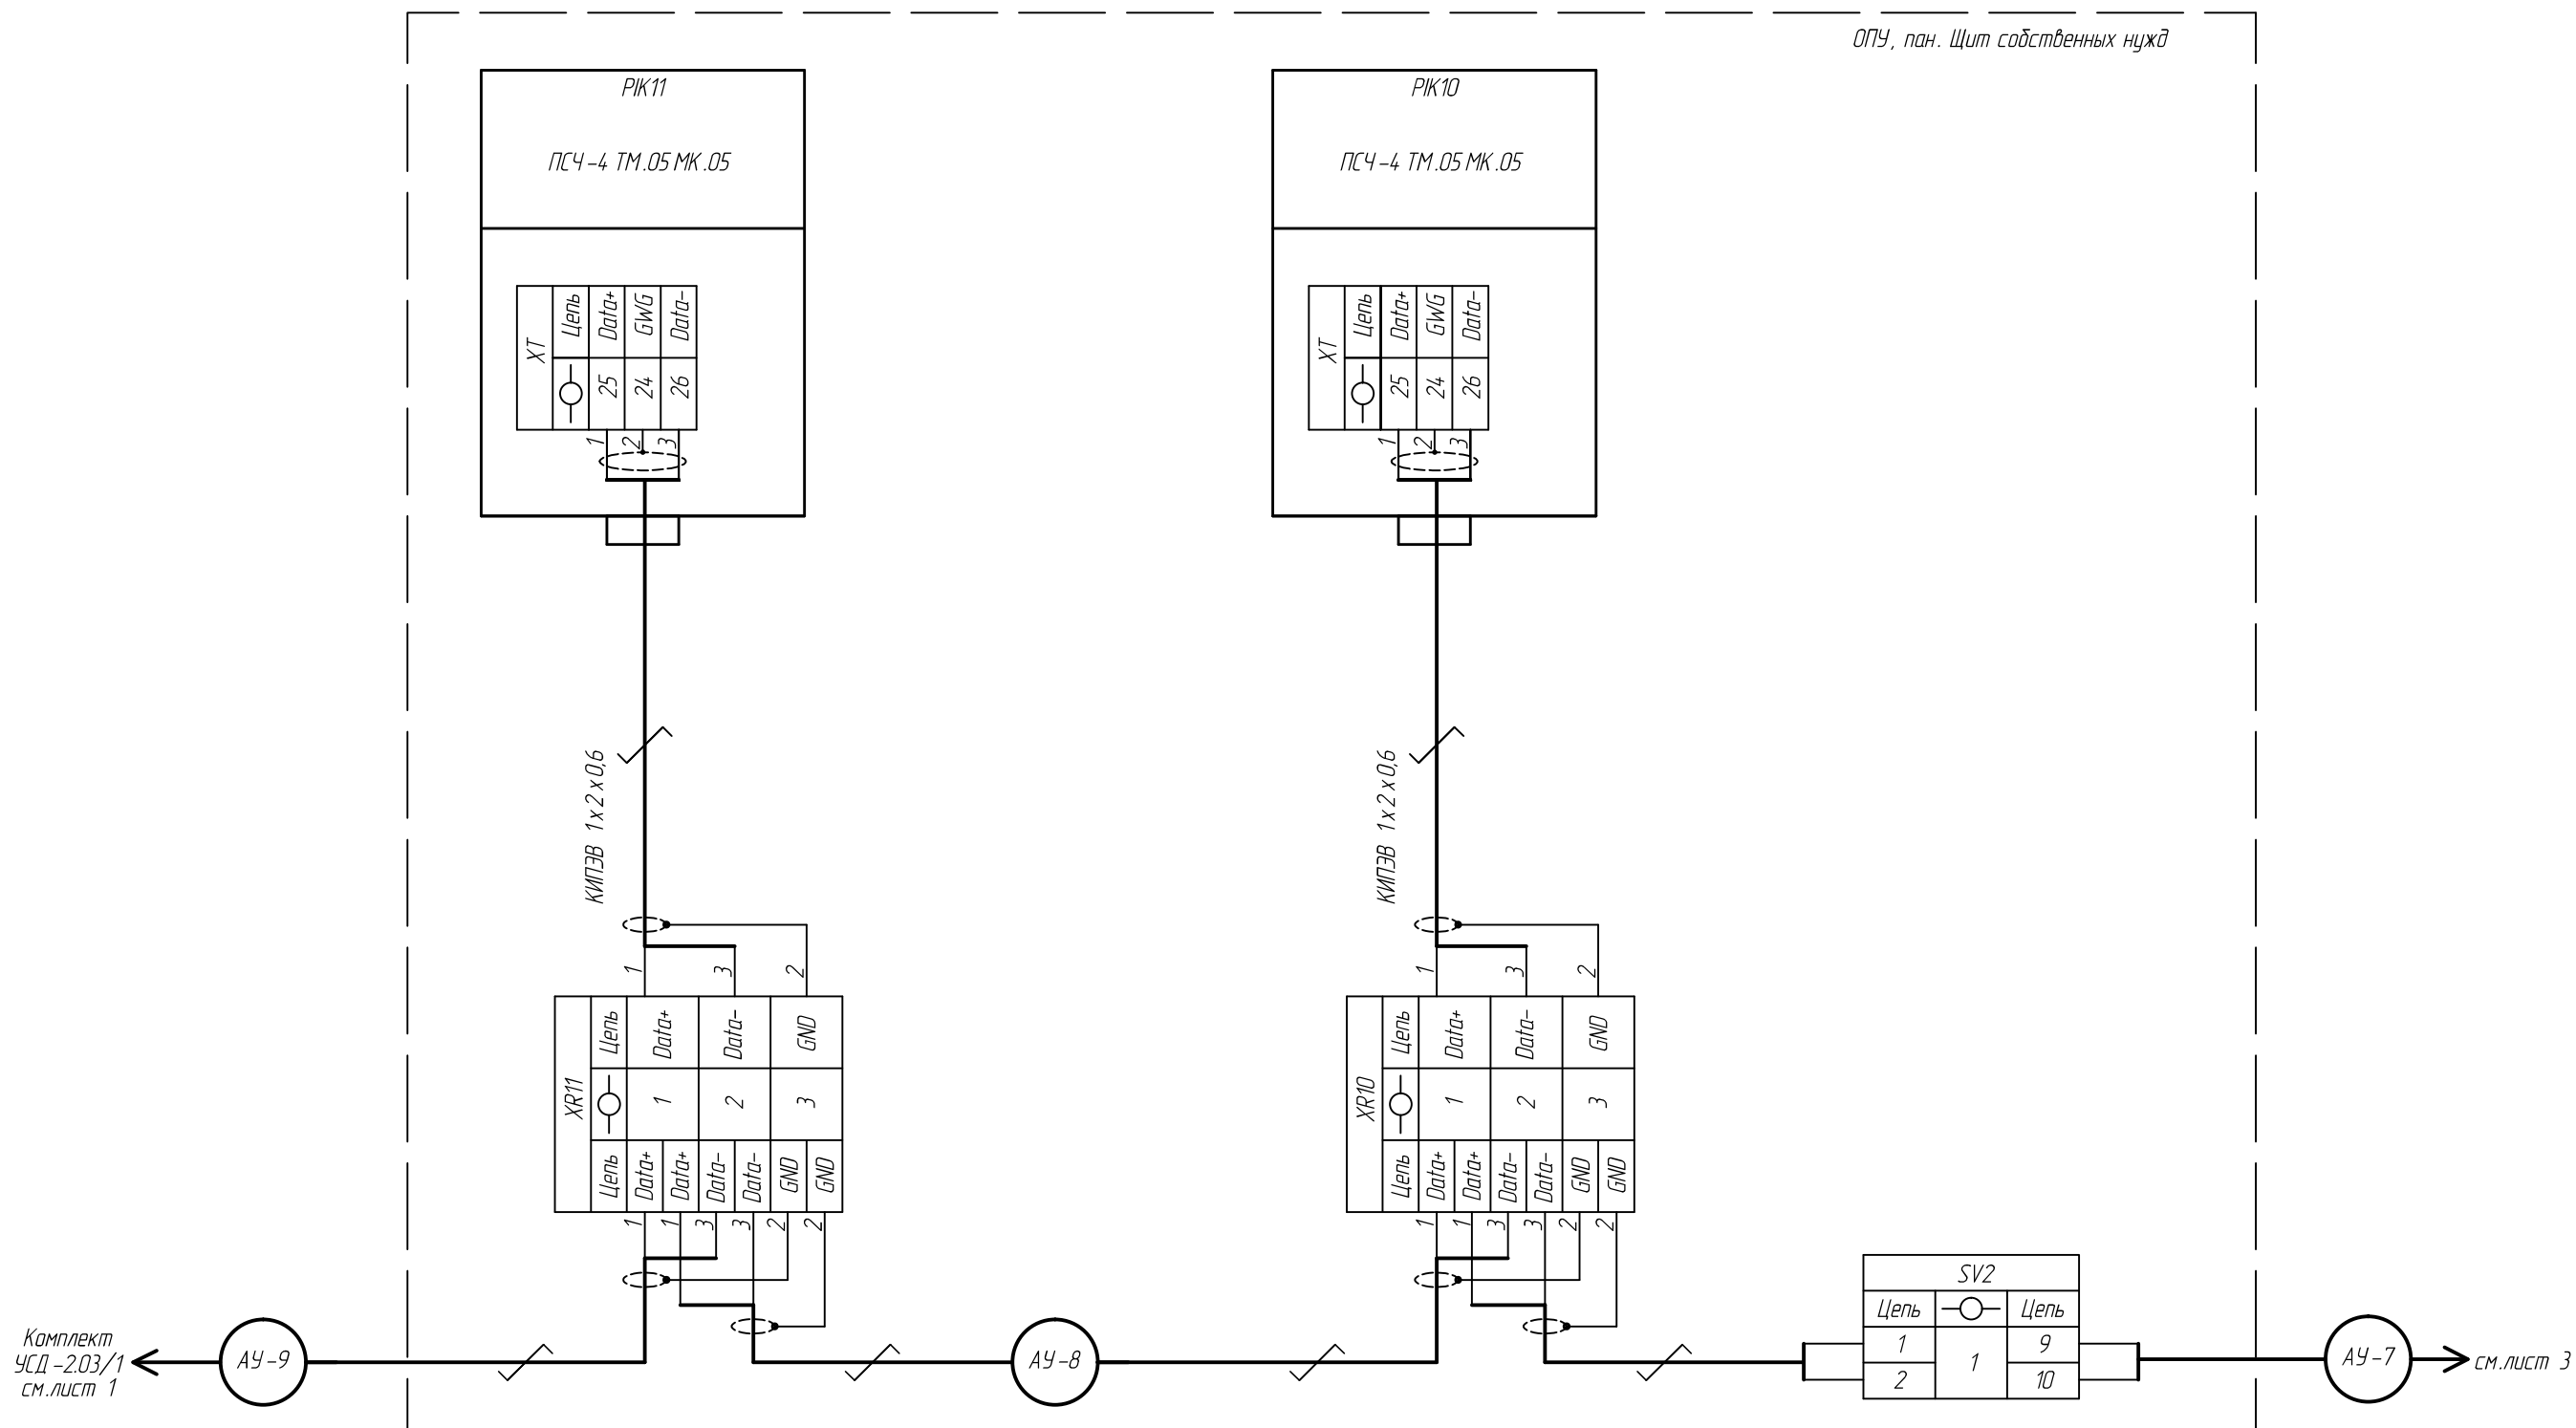 ОПУ, пан. Щит собственных нужд
PIK11
ПСЧ-4 ТМ.05 МК.05
XT
Цепь
Data+
GWG
Data-
25
24
26
1
2
3
КИПЭВ 1х2х0,6
1
3
2
XR11
Цепь
Data+
Data-
GND
1
2
3
Цепь
Data+
Data+
Data-
Data-
GND
GND
1
1
3
3
2
2
PIK10
ПСЧ-4 ТМ.05 МК.05
XT
Цепь
Data+
GWG
Data-
25
24
26
1
2
3
КИПЭВ 1х2х0,6
1
3
2
XR10
Цепь
Data+
Data-
GND
1
2
3
Цепь
Data+
Data+
Data-
Data-
GND
GND
1
1
3
3
2
2
SV2
Цепь
Цепь
1
1
9
2
10
Комплект
УСД-2.03/1
см.лист 1
АУ-9
АУ-8
АУ-7
см.лист 3